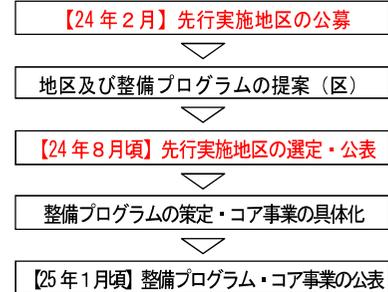 【24年２月】先行実施地区の公募
地区及び整備プログラムの提案（区）
【24年８月頃】先行実施地区の選定・公表
整備プログラムの策定・コア事業の具体化
【25年１月頃】整備プログラム・コア事業の公表